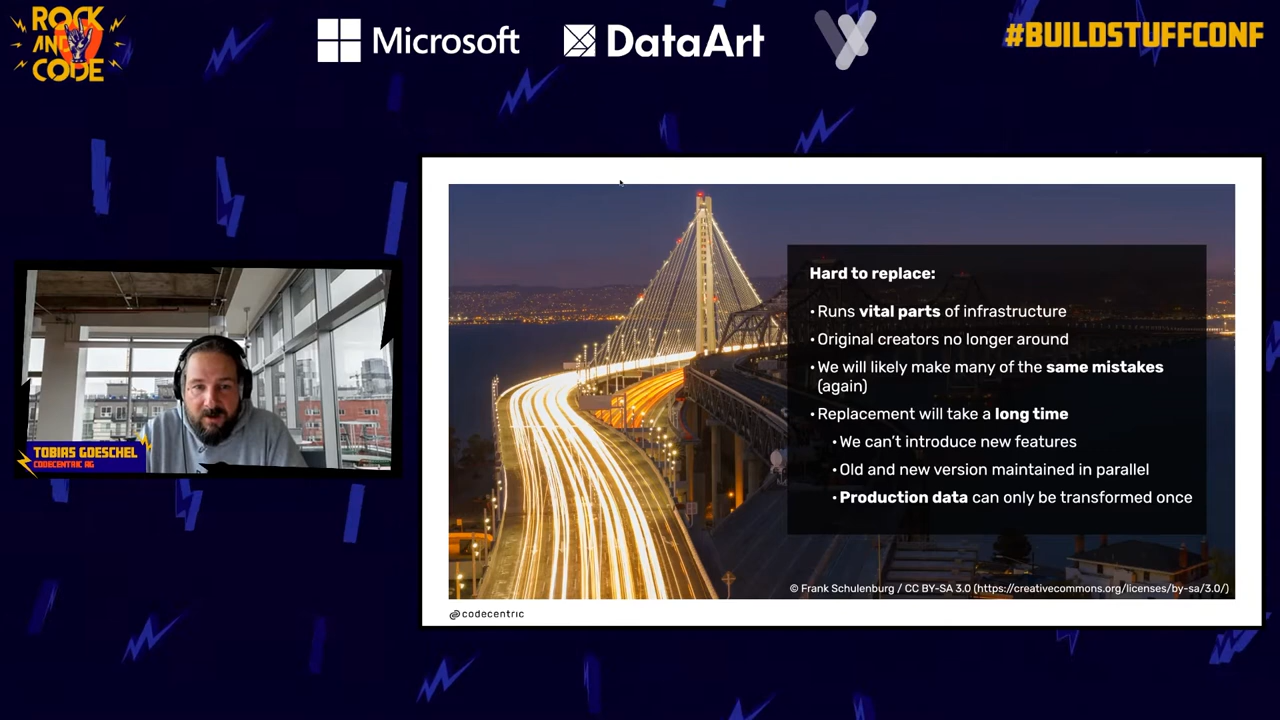 ROCK
AND
CODE
Microsoft
DataArt
#BUILDSTUFFCONF
Hard to replace:
• Runs vital parts of infrastructure
• Original creators no longer around
• We will likely make many of the same mistakes
(again)
• Replacement will take a long time
• We can't introduce new features
• Old and new version maintained in parallel
• Production data can only be transformed once
TOBIAS GOESCHEL
CODECENTRIC AG
© Frank Schulenburg / CC BY-SA 3.0 (https://creativecommons.org/licenses/by-sa/3.0/)
codecentric